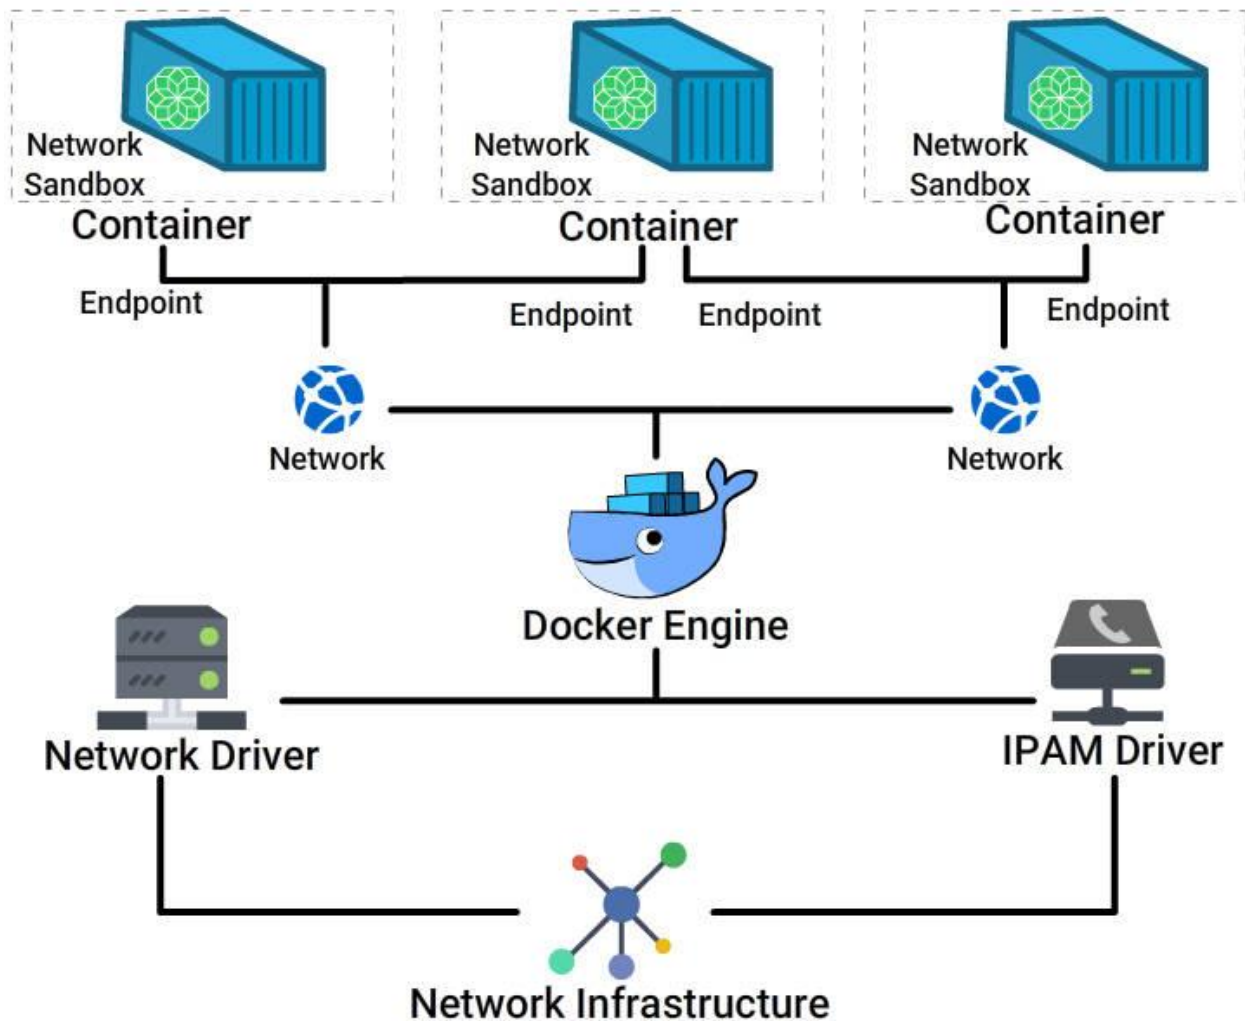 Network
Sandbox
Network
Sandbox
Network
Sandbox
Container
Container
Container
Endpoint
Endpoint
Endpoint
Endpoint
Network
Network
Docker Engine
Network Driver
IPAM Driver
Network Infrastructure